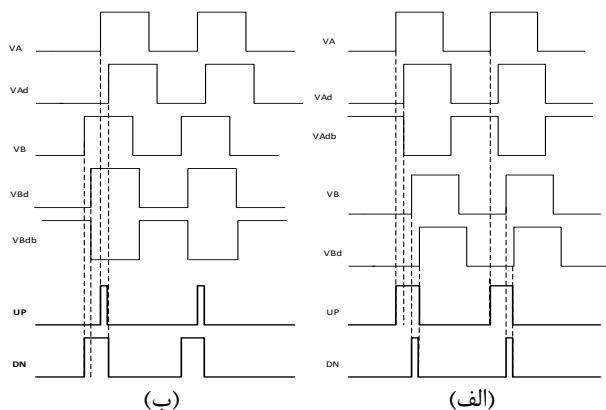 VA
VAd
VB
VBd
VBdb
UP
DN
(ب)
VA
VAd
VAdb
VB
VBd
UP
DN
(الف)